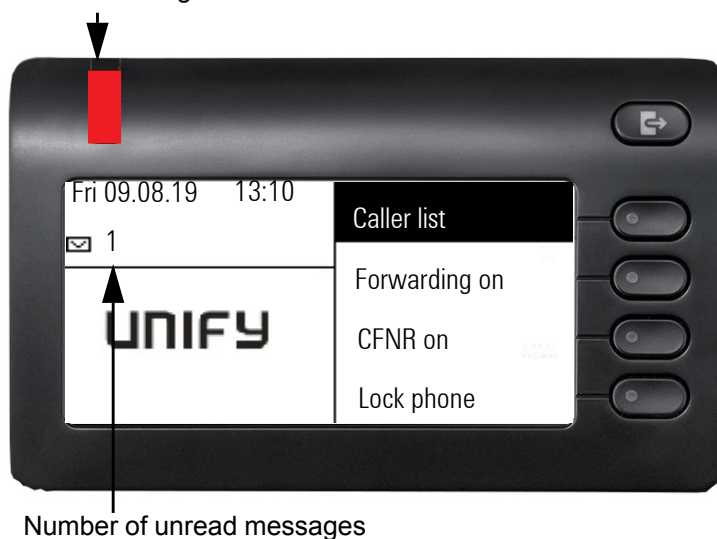 Fri 09.08.19 13:10
1
UNIFY
Caller list
Forwarding on
CFNR on
Lock phone
Number of unread messages